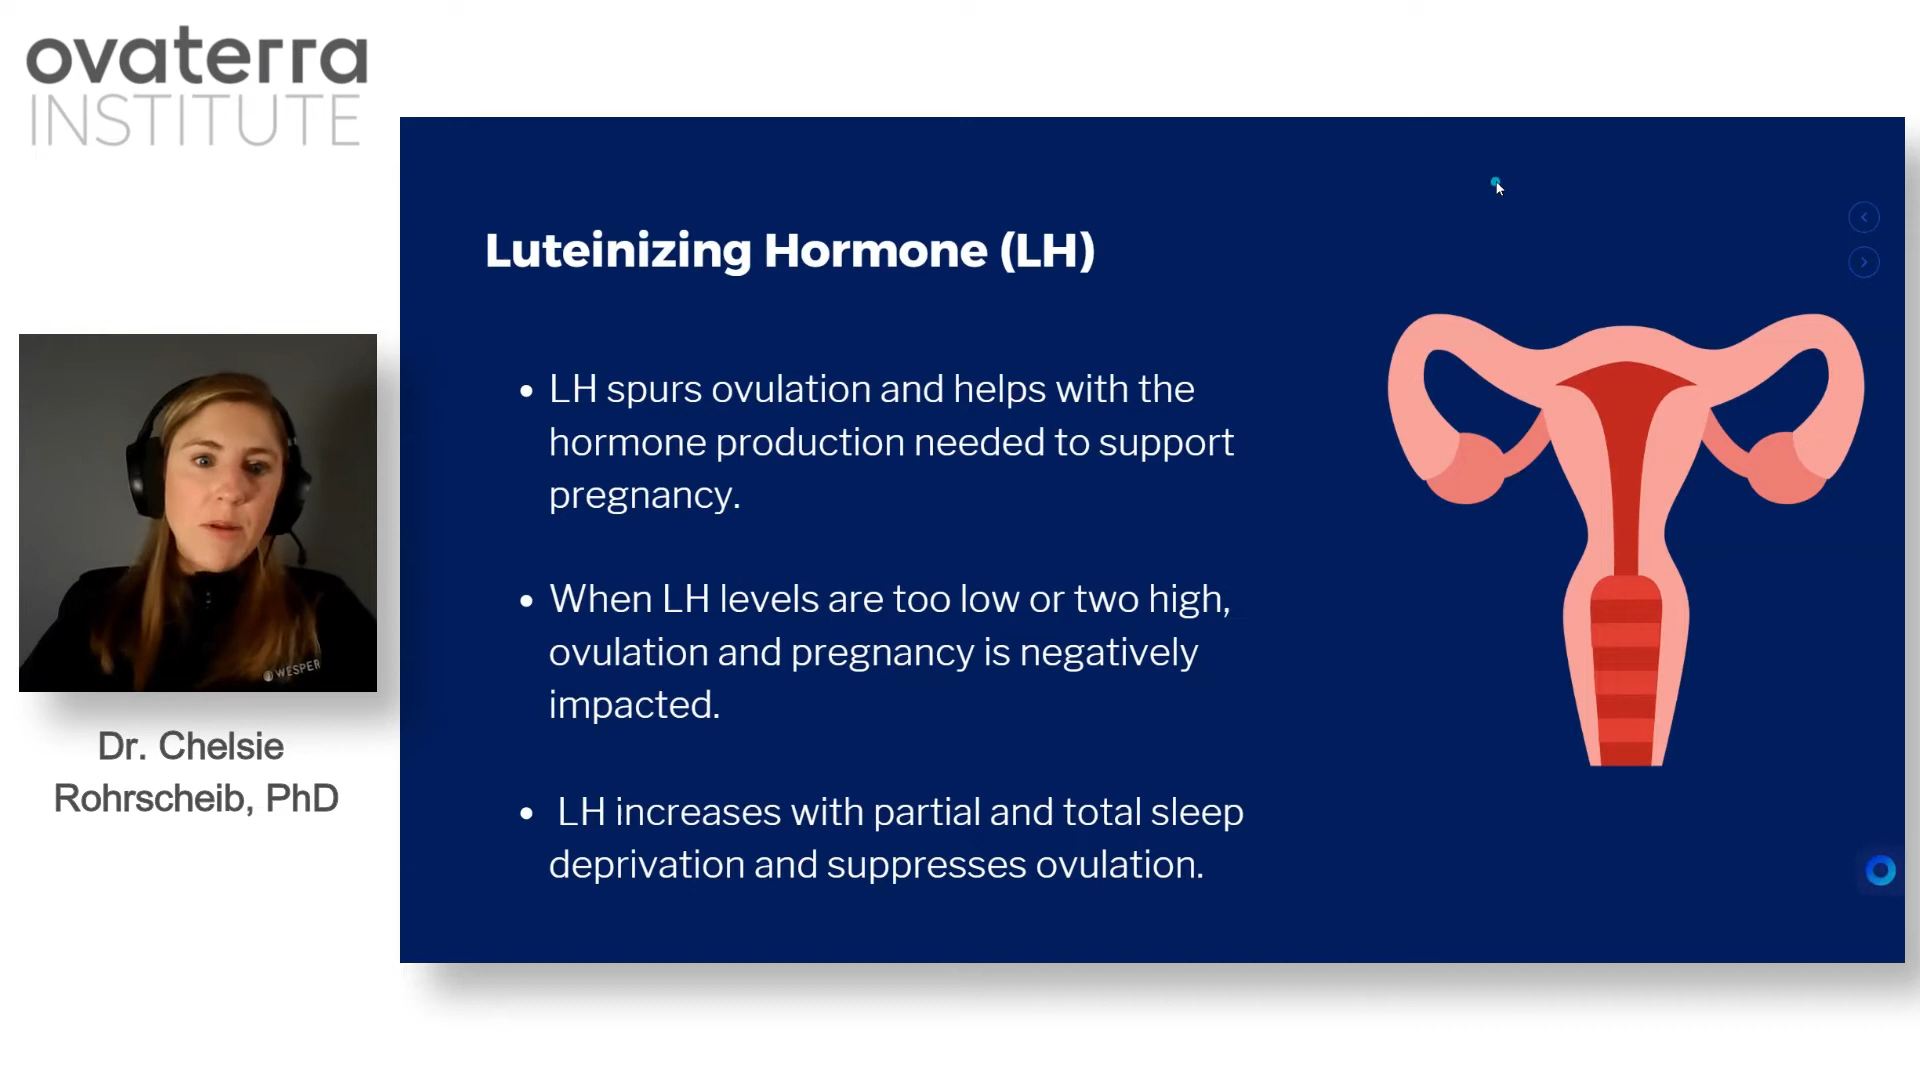 ovaterra
INSTITUTE
Luteinizing Hormone (LH)
• LH spurs ovulation and helps with the
hormone production needed to support
pregnancy.
• When LH levels are too low or two high,
ovulation and pregnancy is negatively
impacted.
• LH increases with partial and total sleep
deprivation and suppresses ovulation.
WESPER
Dr. Chelsie
Rohrscheib, PhD